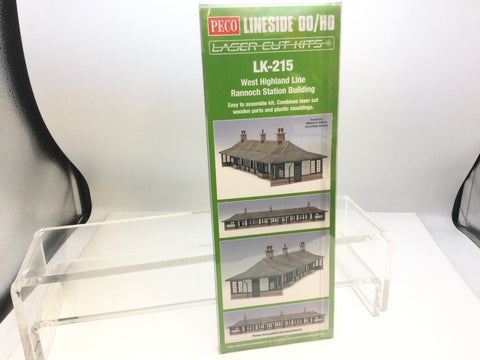 PECO LINESIDE OO/HO
LASER CUT KITS
LK-215
West Highland Line
Rannoch Station Building
Easy to assemble kit. Combines laser cut
wooden parts and plastic mouldings.